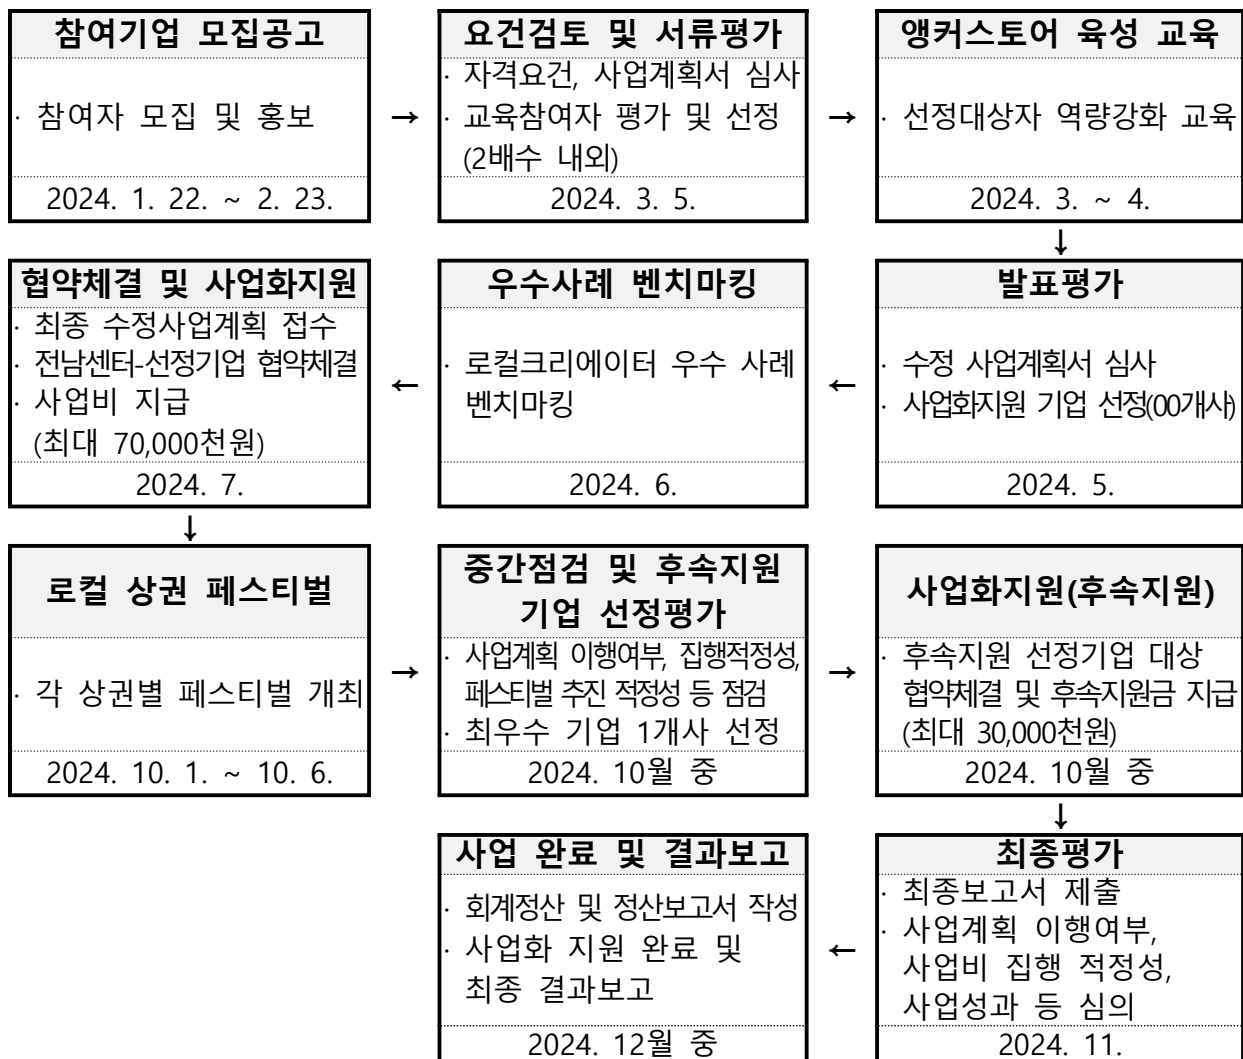 참여기업 모집공고
· 참여자 모집 및 홍보
2024. 1. 22. ~ 2. 23.
→
요건검토 및 서류평가
· 자격요건, 사업계획서 심사
· 교육참여자 평가 및 선정
(2배수 내외)
2024. 3. 5.
→
앵커스토어 육성 교육
· 선정대상자 역량강화 교육
2024. 3. ~ 4.
↓
발표평가
· 수정 사업계획서 심사
· 사업화지원 기업 선정(00개사)
2024. 5.
←
우수사례 벤치마킹
· 로컬크리에이터 우수 사례
벤치마킹
2024. 6.
←
협약체결 및 사업화지원
· 최종 수정사업계획 접수
· 전남센터-선정기업 협약체결
· 사업비 지급
(최대 70,000천원)
2024. 7.
↓
로컬 상권 페스티벌
· 각 상권별 페스티벌 개최
2024. 10. 1. ~ 10. 6.
→
중간점검 및 후속지원
기업 선정평가
· 사업계획 이행여부, 집행적정성,
페스티벌 추진 적정성 등 점검
· 최우수 기업 1개사 선정
2024. 10월 중
→
사업화지원(후속지원)
· 후속지원 선정기업 대상
협약체결 및 후속지원금 지급
(최대 30,000천원)
2024. 10월 중
↓
최종평가
· 최종보고서 제출
· 사업계획 이행여부,
사업비 집행 적정성,
사업성과 등 심의
2024. 11.
←
사업 완료 및 결과보고
· 회계정산 및 정산보고서 작성
· 사업화 지원 완료 및
최종 결과보고
2024. 12월 중